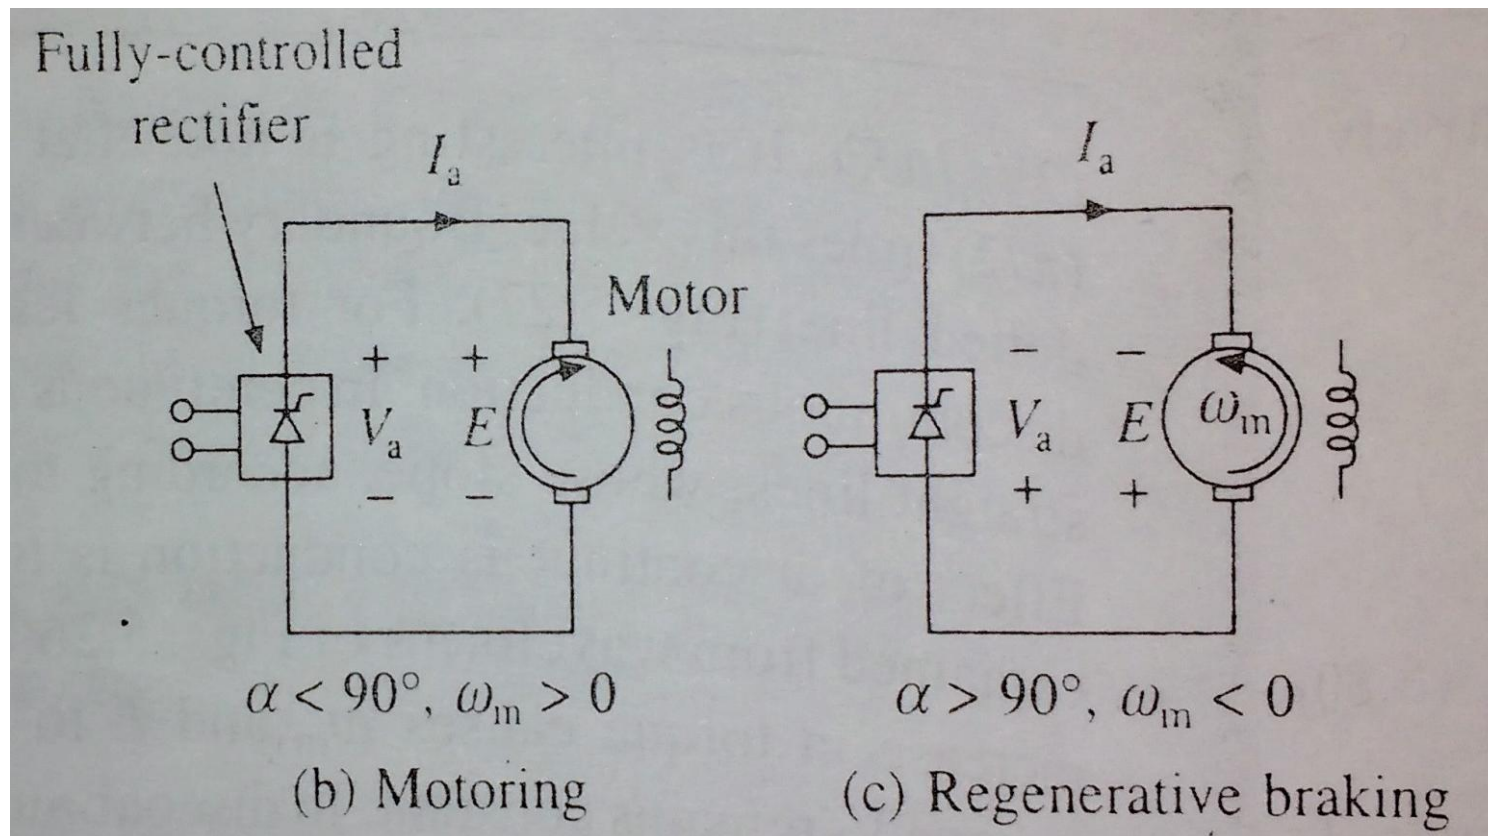 Fully-controlled
rectifier
I_a
Motor
+ +
V_a E
− −
α < 90°, ω_m > 0
(b) Motoring
I_a
− −
V_a E ω_m
+ +
α > 90°, ω_m < 0
(c) Regenerative braking